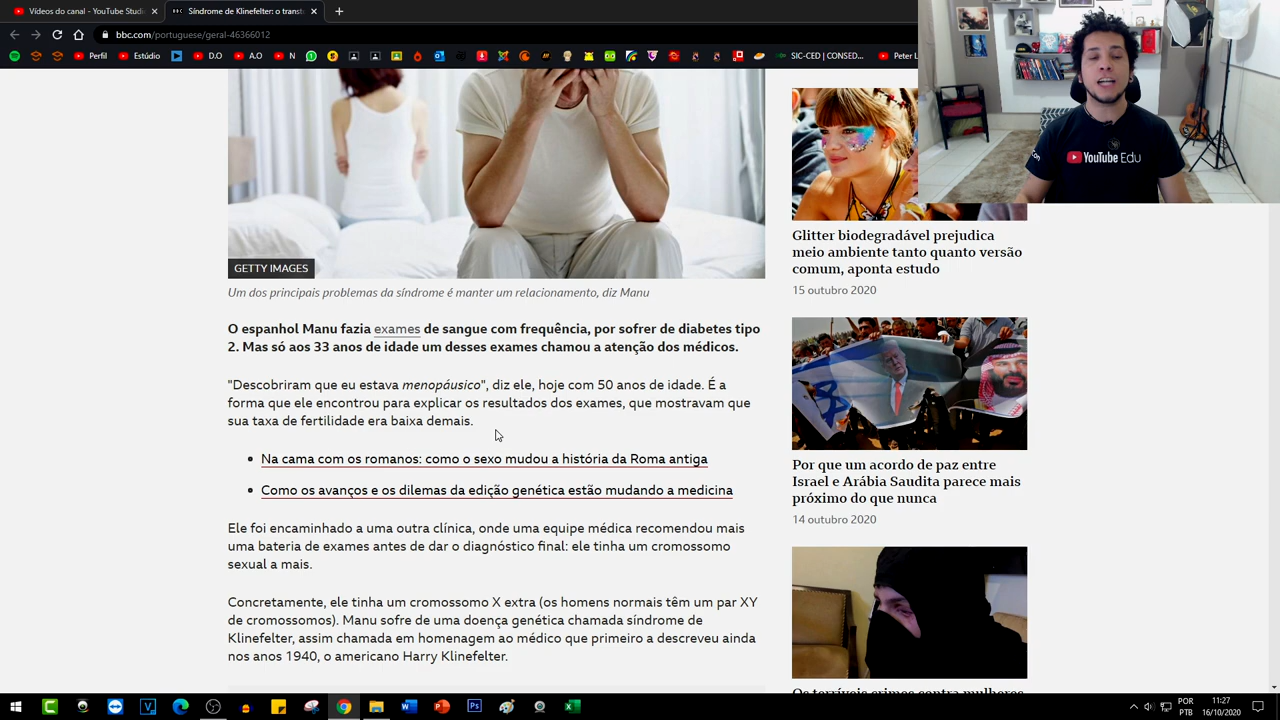 Vídeos do canal - YouTube Studio
Síndrome de Klinefelter: o transt
bbc.com/portuguese/geral-46366012
Perfil
Estúdio
D.O
A.O
N
SIC-CED | CONSED...
Peter L
YouTube Edu
GETTY IMAGES
Um dos principais problemas da síndrome é manter um relacionamento, diz Manu
O espanhol Manu fazia exames de sangue com frequência, por sofrer de diabetes tipo
2. Mas só aos 33 anos de idade um desses exames chamou a atenção dos médicos.
"Descobriram que eu estava menopáusico", diz ele, hoje com 50 anos de idade. É a
forma que ele encontrou para explicar os resultados dos exames, que mostravam que
sua taxa de fertilidade era baixa demais.
Na cama com os romanos: como o sexo mudou a história da Roma antiga
Como os avanços e os dilemas da edição genética estão mudando a medicina
Ele foi encaminhado a uma outra clínica, onde uma equipe médica recomendou mais
uma bateria de exames antes de dar o diagnóstico final: ele tinha um cromossomo
sexual a mais.
Concretamente, ele tinha um cromossomo X extra (os homens normais têm um par XY
de cromossomos). Manu sofre de uma doença genética chamada síndrome de
Klinefelter, assim chamada em homenagem ao médico que primeiro a descreveu ainda
nos anos 1940, o americano Harry Klinefelter.
Glitter biodegradável prejudica
meio ambiente tanto quanto versão
comum, aponta estudo
15 outubro 2020
Por que um acordo de paz entre
Israel e Arábia Saudita parece mais
próximo do que nunca
14 outubro 2020
Os terríveis crimes contra mulheres
POR
PTB
11:27
16/10/2020